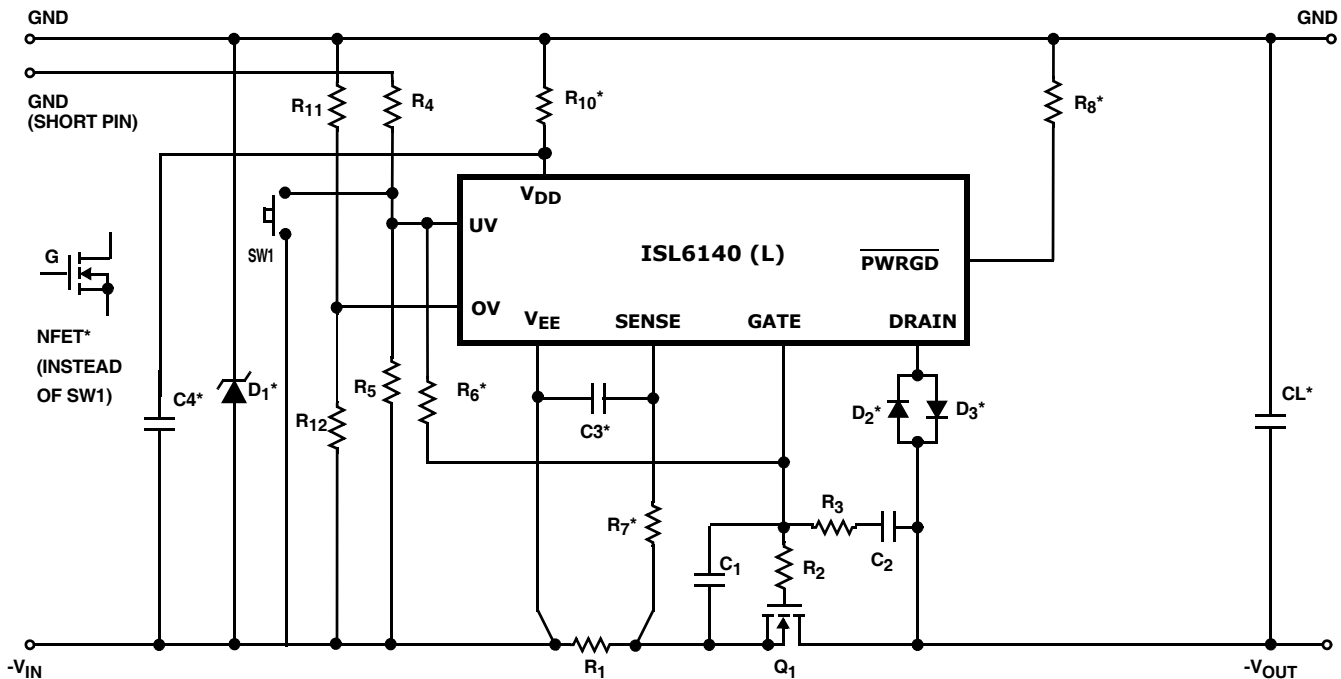 GND
GND
GND
(SHORT PIN)
R11
R4
R10*
R8*
VDD
UV
ISL6140 (L)
PWRGD
SW1
G
OV
VEE
SENSE
GATE
DRAIN
NFET*
(INSTEAD
OF SW1)
C4*
D1*
R12
R5
R6*
C3*
D2*
D3*
CL*
R7*
R3
C1
R2
C2
-VIN
R1
Q1
-VOUT